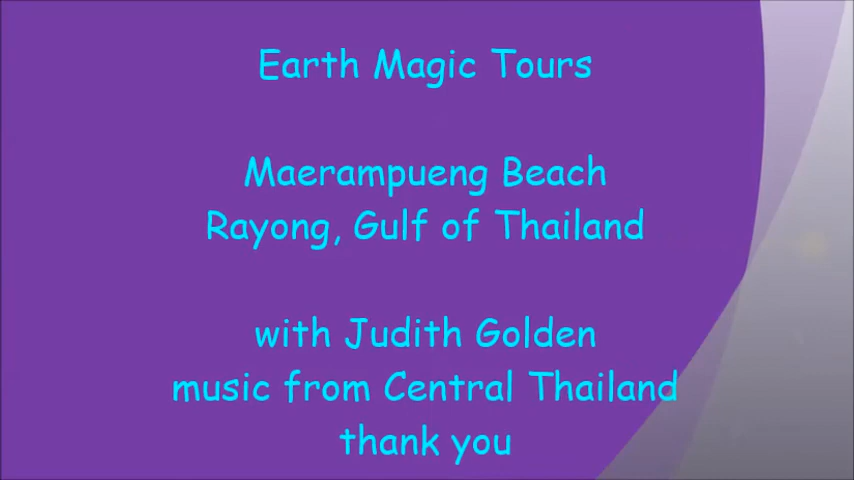 Earth Magic Tours
Maerampueng Beach
Rayong, Gulf of Thailand
with Judith Golden
music from Central Thailand
thank you